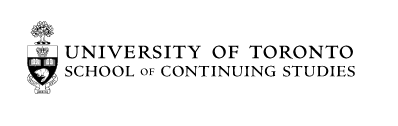 UNIVERSITY OF TORONTO
SCHOOL OF CONTINUING STUDIES